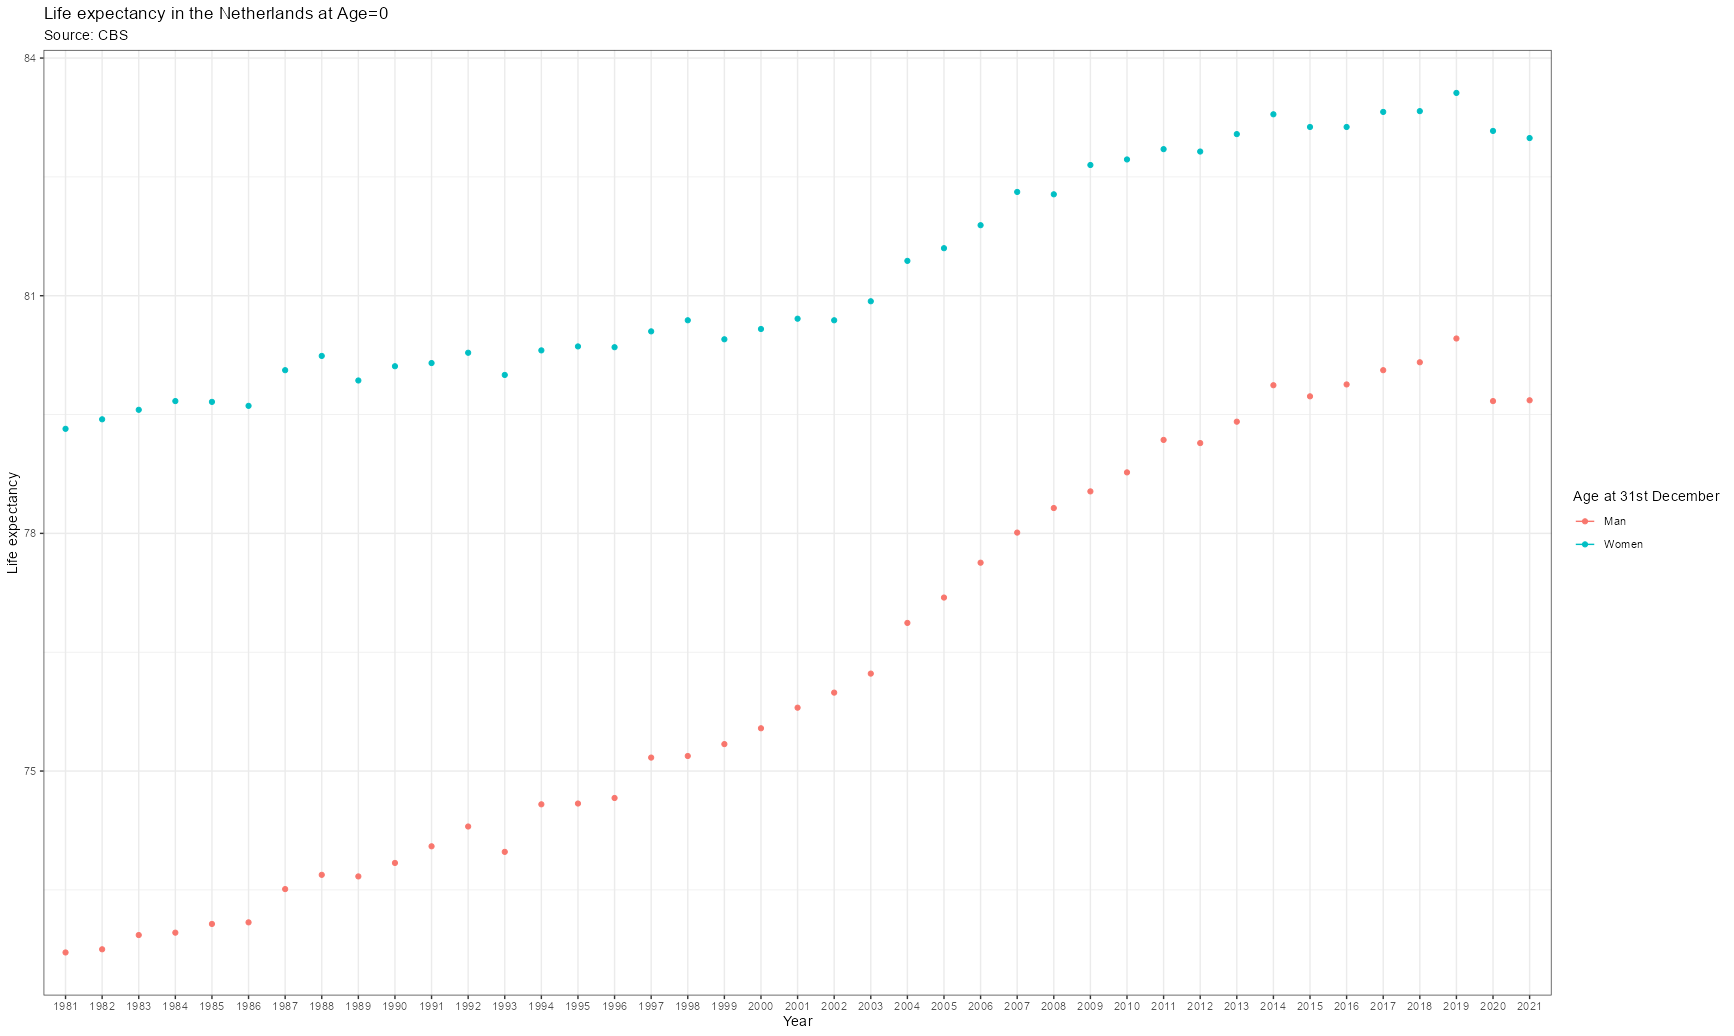 Life expectancy in the Netherlands at Age=0
Source: CBS
84
81
78
75
Life expectancy
1981 1982 1983 1984 1985 1986 1987 1988 1989 1990 1991 1992 1993 1994 1995 1996 1997 1998 1999 2000 2001 2002 2003 2004 2005 2006 2007 2008 2009 2010 2011 2012 2013 2014 2015 2016 2017 2018 2019 2020 2021
Year
Age at 31st December
Man
Women